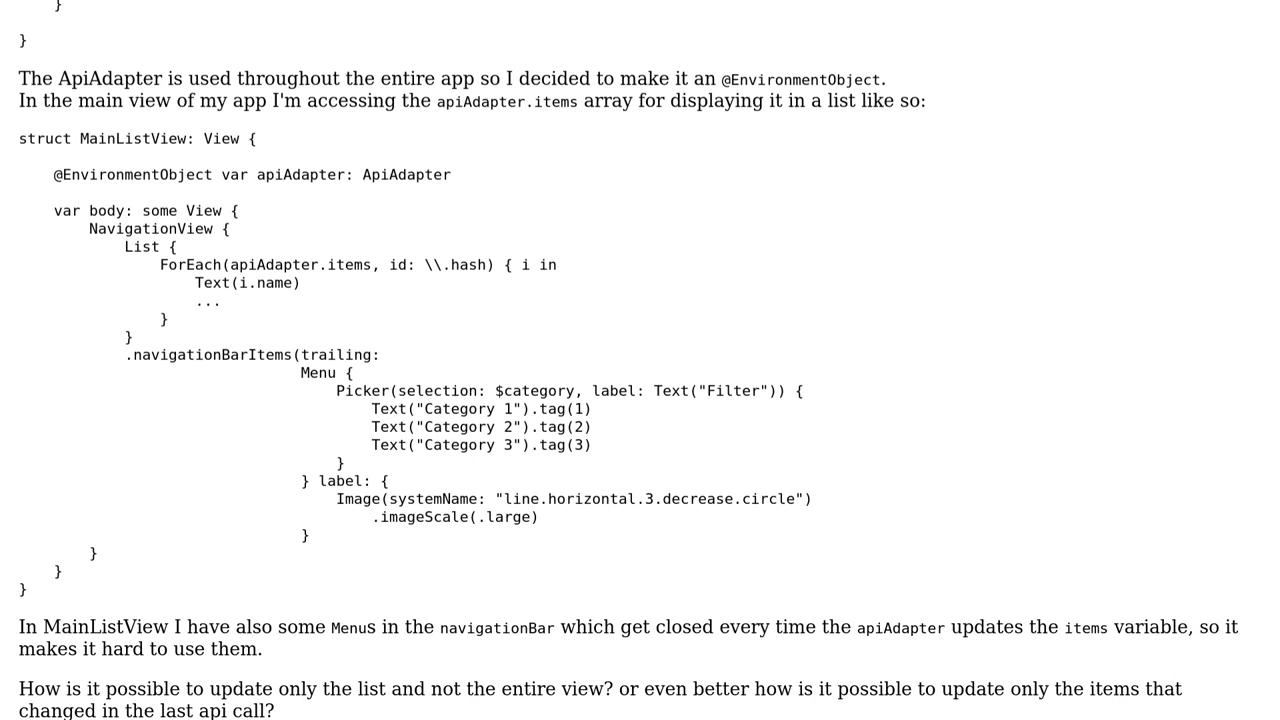 }

}
The ApiAdapter is used throughout the entire app so I decided to make it an @EnvironmentObject.
In the main view of my app I'm accessing the apiAdapter.items array for displaying it in a list like so:
struct MainListView: View {

    @EnvironmentObject var apiAdapter: ApiAdapter

    var body: some View {
        NavigationView {
            List {
                ForEach(apiAdapter.items, id: \\.hash) { i in
                    Text(i.name)
                    ...
                }
            }
            .navigationBarItems(trailing:
                                Menu {
                                    Picker(selection: $category, label: Text("Filter")) {
                                        Text("Category 1").tag(1)
                                        Text("Category 2").tag(2)
                                        Text("Category 3").tag(3)
                                    }
                                } label: {
                                    Image(systemName: "line.horizontal.3.decrease.circle")
                                        .imageScale(.large)
                                }
        }
    }
}
In MainListView I have also some Menus in the navigationBar which get closed every time the apiAdapter updates the items variable, so it
makes it hard to use them.
How is it possible to update only the list and not the entire view? or even better how is it possible to update only the items that
changed in the last api call?